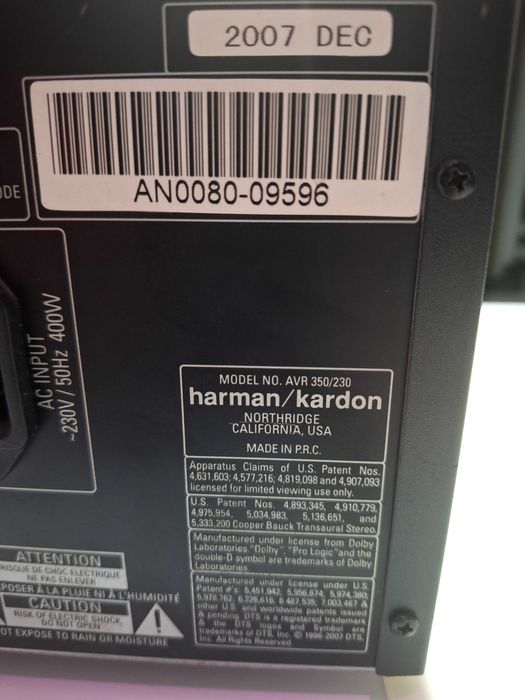 2007 DEC
AN0080-09596
ODE
AC INPUT
~230V / 50Hz 400W
MODEL NO. AVR 350/230
harman/kardon
NORTHRIDGE
CALIFORNIA, USA
MADE IN P.R.C.
Apparatus Claims of U.S. Patent Nos.
4,631,603; 4,577,216; 4,819,098 and 4,907,093
licensed for limited viewing use only.
U.S. Patent Nos. 4,893,345, 4,910,779,
4,975,954, 5,034,983, 5,136,651, and
5,333,200 Cooper Bauck Transaural Stereo.
Manufactured under license from Dolby
Laboratories. "Dolby", "Pro Logic" and the
double-D symbol are trademarks of Dolby
Laboratories
Manufactured under license under U.S.
Patent #'s: 5,451,942; 5,956,674; 5,974,380;
5,978,762; 6,226,616; 6,487,535; 7,003,467 &
other U.S. and worldwide patents issued
& pending. DTS is a registered trademark
& the DTS logos and Symbol are
trademarks of DTS, Inc. © 1996-2007 DTS,
Inc. All Rights Reserved.
ATTENTION
RISQUE DE CHOC ELECTRIQUE
NE PAS ENLEVER
POSER À LA PLUIE NI À L'HUMIDITÉ
CAUTION
RISK OF ELECTRIC SHOCK
DO NOT OPEN
OT EXPOSE TO RAIN OR MOISTURE